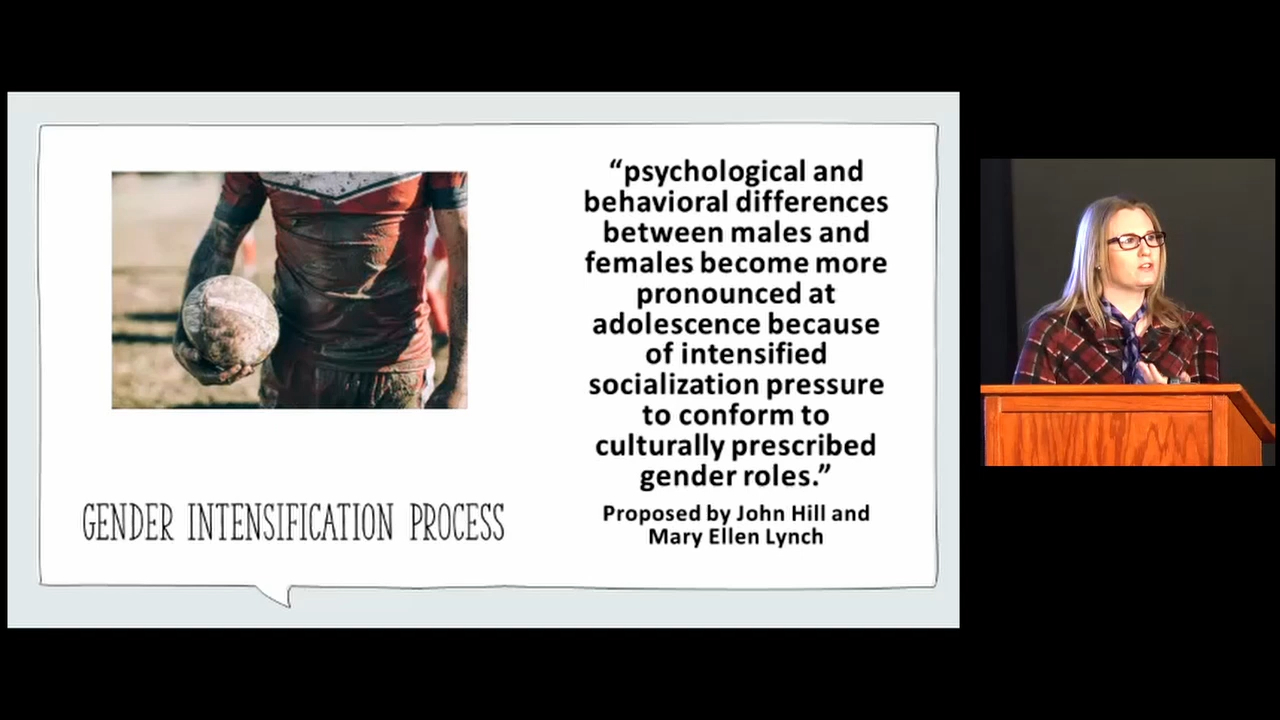 “psychological and
behavioral differences
between males and
females become more
pronounced at
adolescence because
of intensified
socialization pressure
to conform to
culturally prescribed
gender roles.”
Proposed by John Hill and
Mary Ellen Lynch
GENDER INTENSIFICATION PROCESS